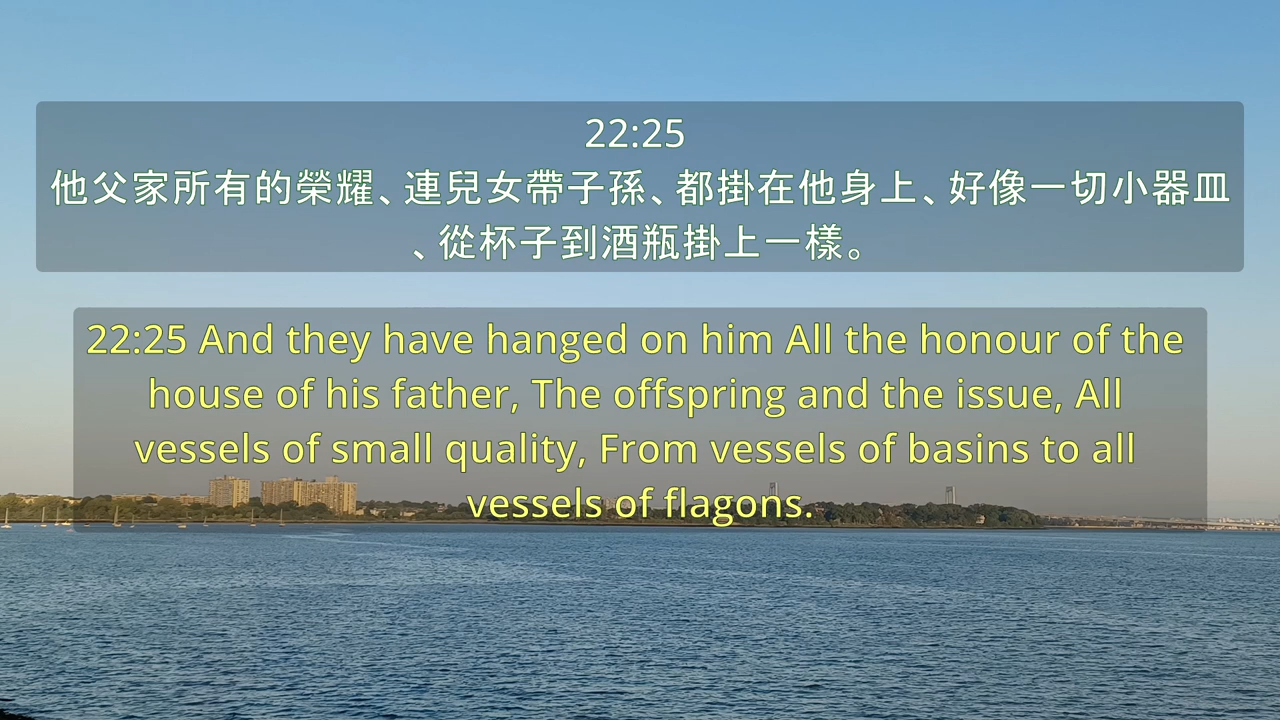 22:25
他父家所有的榮耀、連兒女帶子孫、都掛在他身上、好像一切小器皿
、從杯子到酒瓶掛上一樣。
22:25 And they have hanged on him All the honour of the
house of his father, The offspring and the issue, All
vessels of small quality, From vessels of basins to all
vessels of flagons.